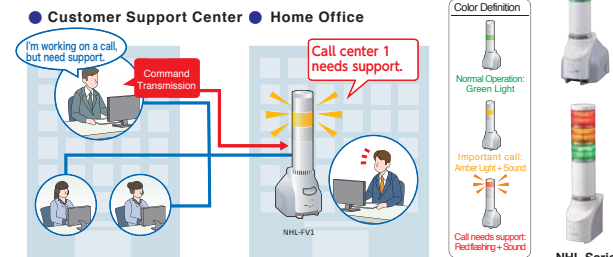 ● Customer Support Center ● Home Office
I'm working on a call,
but need support.
Command
Transmission
Call center 1
needs support.
NHL-FV1
Color Definition
Normal Operation:
Green Light
Important call:
Amber Light + Sound
Call needs support:
Red flashing + Sound